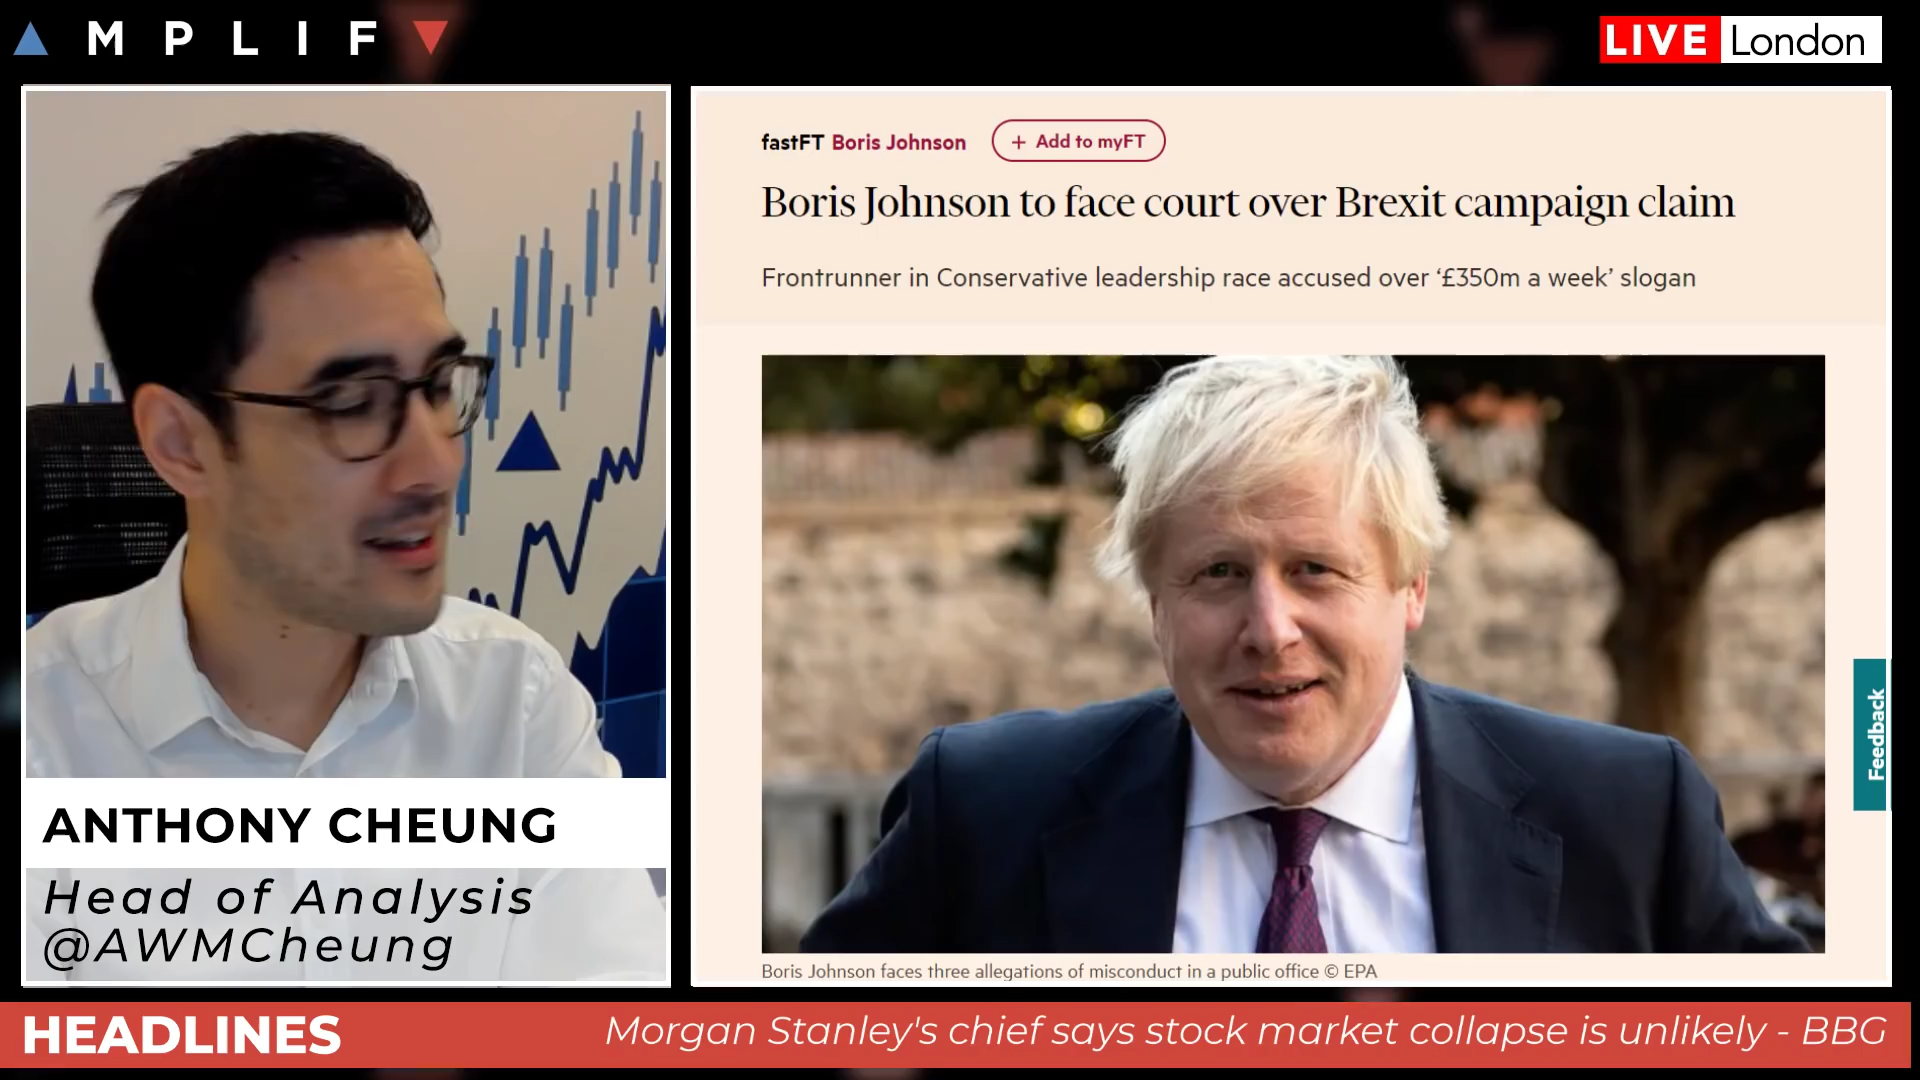 ▲ M P L I F ▼
LIVE London
fastFT Boris Johnson + Add to myFT
Boris Johnson to face court over Brexit campaign claim
Frontrunner in Conservative leadership race accused over ‘£350m a week’ slogan
Feedback
Boris Johnson faces three allegations of misconduct in a public office © EPA
ANTHONY CHEUNG
Head of Analysis
@AWMCheung
HEADLINES
Morgan Stanley's chief says stock market collapse is unlikely - BBG